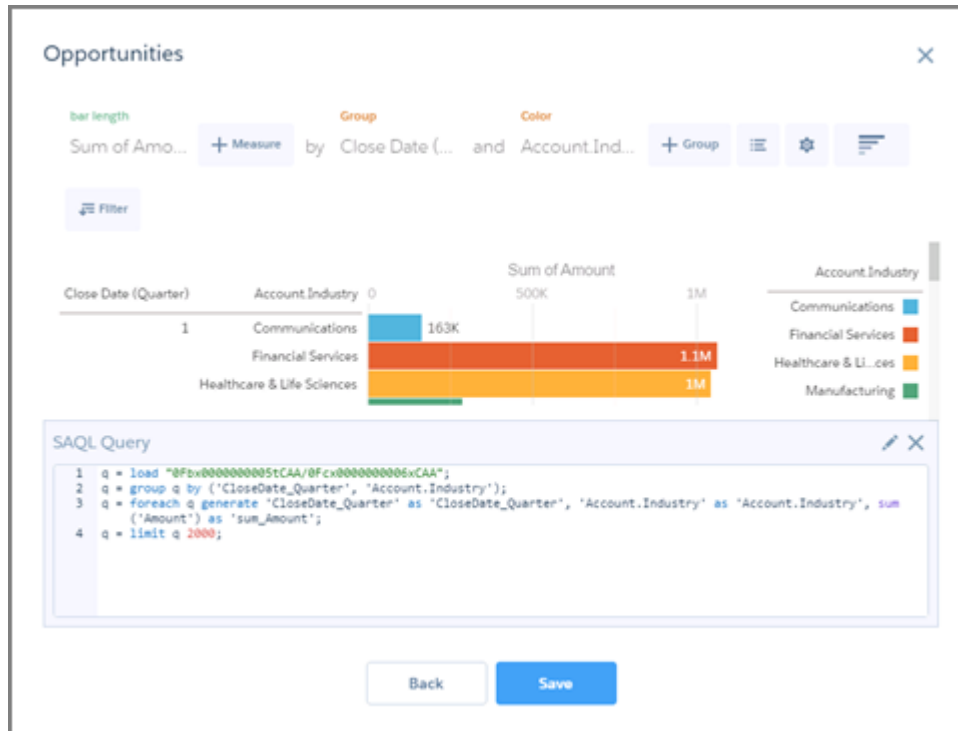 Opportunities
bar length Group Color
Sum of Amo... + Measure by Close Date (... and Account.Ind... + Group
Filter
Sum of Amount
Account.Industry
Close Date (Quarter) Account.Industry 0 500K 1M
Communications
1 Communications 163K
Financial Services
Financial Services 1.1M
Healthcare & Li...ces
Healthcare & Life Sciences 1M
Manufacturing
SAQL Query
1 q = load "0Fbx0000000005tCAA/0Fcx0000000006xCAA";
2 q = group q by ('CloseDate_Quarter', 'Account.Industry');
3 q = foreach q generate 'CloseDate_Quarter' as 'CloseDate_Quarter', 'Account.Industry' as 'Account.Industry', sum
('Amount') as 'sum_Amount';
4 q = limit q 2000;
Back Save